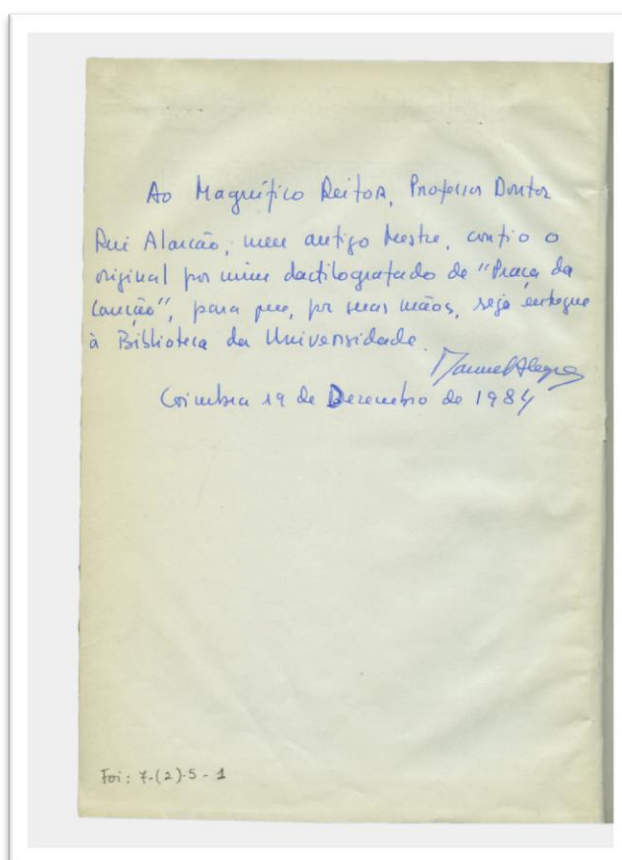 Ao Magnífico Reitor, Professor Doutor
Rui Alarcão, meu antigo Mestre, confio o
original por mim dactilografado de "Praça da
Canção", para que, por suas mãos, seja entregue
à Biblioteca da Universidade.
Manuel Alegre
Coimbra 19 de Dezembro de 1984
Foi: 7-(2)-5-1